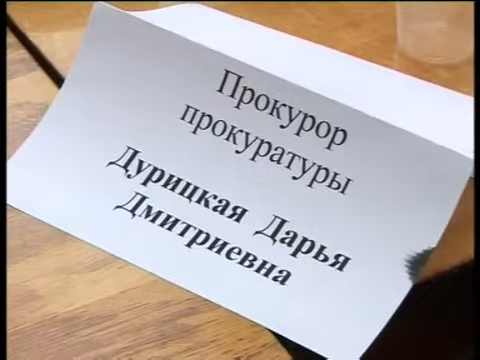 Прокурор
прокуратуры
Дурицкая Дарья
Дмитриевна